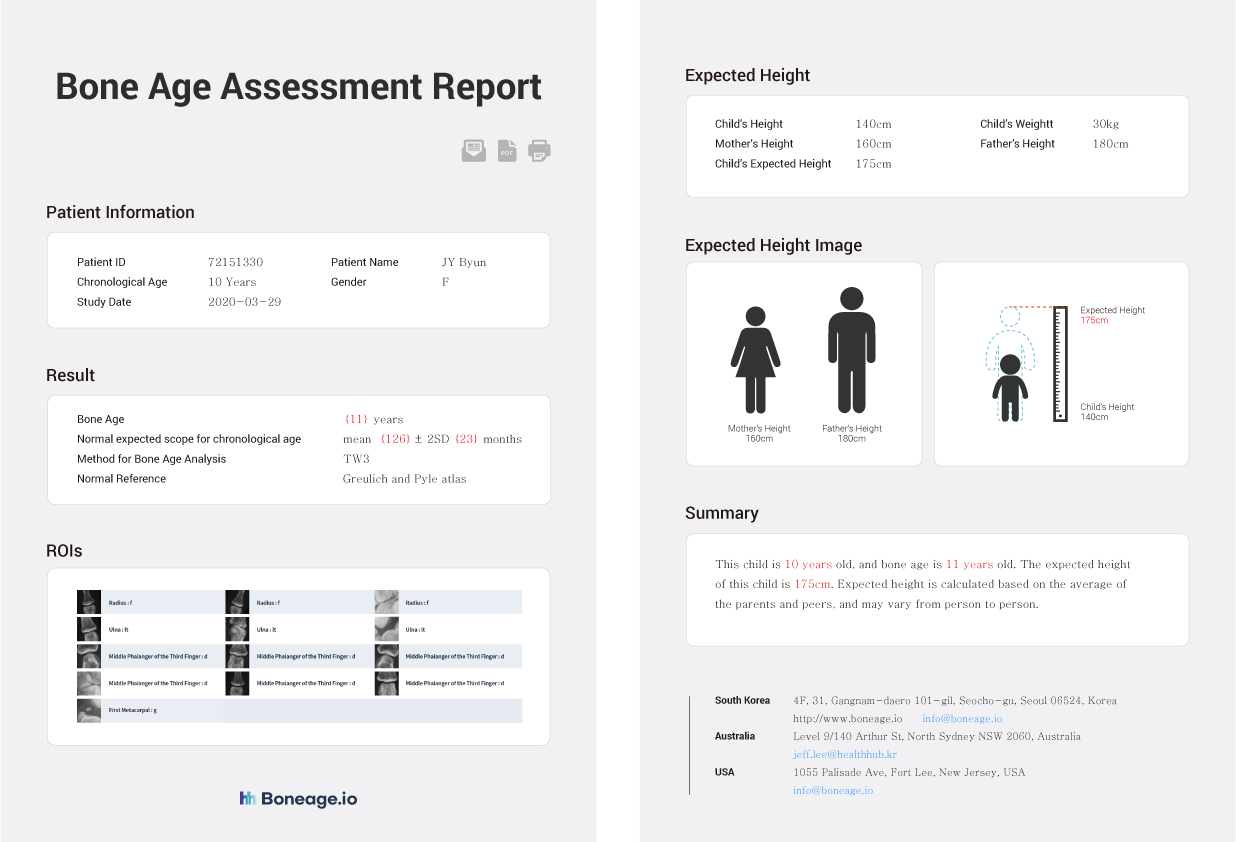 Bone Age Assessment Report
PDF
Patient Information
Patient ID 72151330 Patient Name JY Byun
Chronological Age 10 Years Gender F
Study Date 2020-03-29
Result
Bone Age (11) years
Normal expected scope for chronological age mean (126) ± 2SD (23) months
Method for Bone Age Analysis TW3
Normal Reference Greulich and Pyle atlas
ROIs
Radius : f Radius : f Radius : f
Ulna : lt Ulna : lt Ulna : lt
Middle Phalanger of the Third Finger : d Middle Phalanger of the Third Finger : d Middle Phalanger of the Third Finger : d
Middle Phalanger of the Third Finger : d Middle Phalanger of the Third Finger : d Middle Phalanger of the Third Finger : d
First Metacarpal : g
hh Boneage.io
Expected Height
Child's Height 140cm Child's Weightt 30kg
Mother's Height 160cm Father's Height 180cm
Child's Expected Height 175cm
Expected Height Image
Mother's Height
160cm
Father's Height
180cm
Expected Height
175cm
Child's Height
140cm
Summary
This child is 10 years old, and bone age is 11 years old. The expected height
of this child is 175cm. Expected height is calculated based on the average of
the parents and peers, and may vary from person to person.
South Korea 4F, 31, Gangnam-daero 101-gil, Seocho-gu, Seoul 06524, Korea
http://www.boneage.io info@boneage.io
Australia Level 9/140 Arthur St, North Sydney NSW 2060, Australia
jeff.lee@healthhub.kr
USA 1055 Palisade Ave, Fort Lee, New Jersey, USA
info@boneage.io